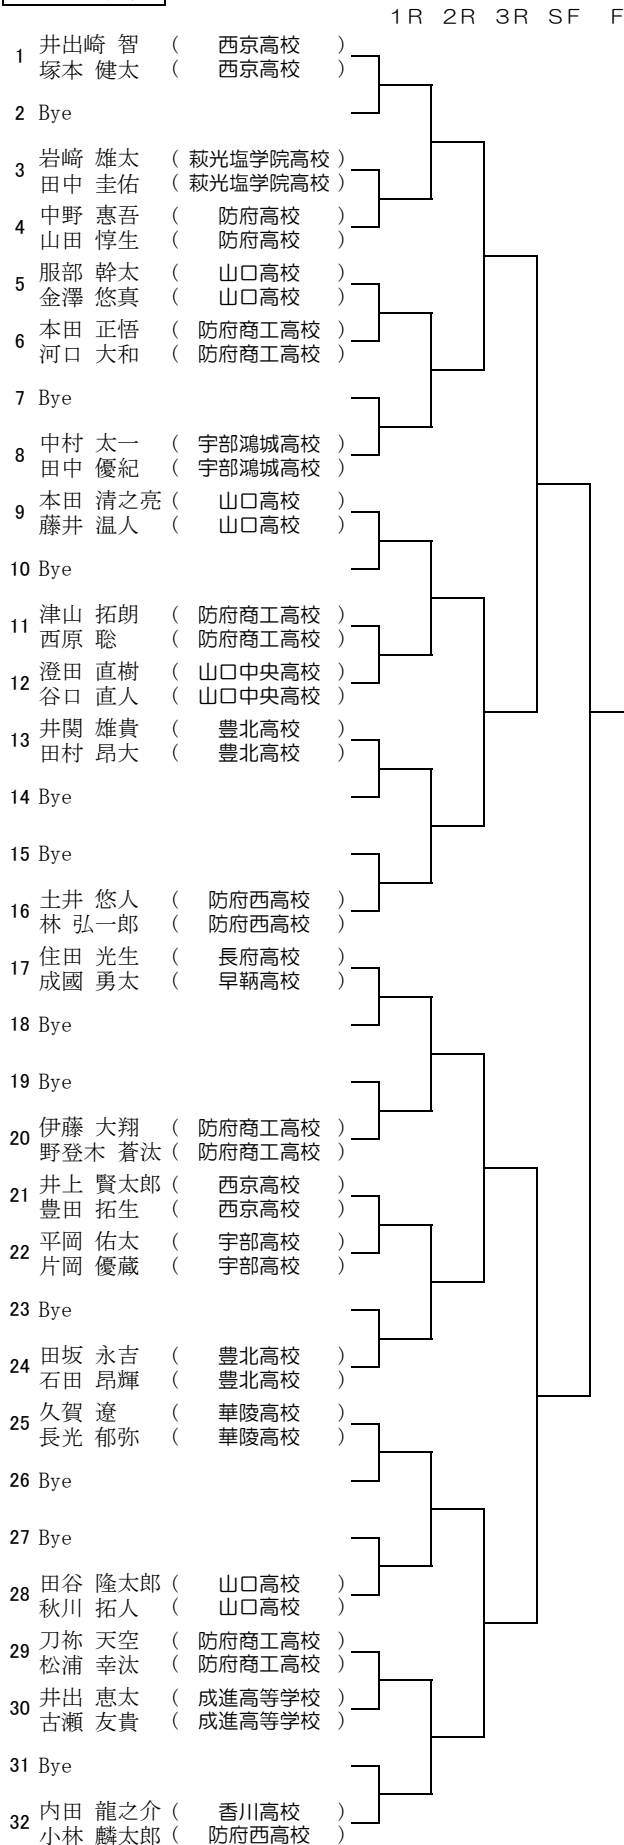 １Ｒ ２Ｒ ３Ｒ ＳＦ Ｆ
1 井出崎 智 （ 西京高校 ）
塚本 健太 （ 西京高校 ）
2 Bye
3 岩﨑 雄太 （ 萩光塩学院高校 ）
田中 圭佑 （ 萩光塩学院高校 ）
4 中野 惠吾 （ 防府高校 ）
山田 惇生 （ 防府高校 ）
5 服部 幹太 （ 山口高校 ）
金澤 悠真 （ 山口高校 ）
6 本田 正悟 （ 防府商工高校 ）
河口 大和 （ 防府商工高校 ）
7 Bye
8 中村 太一 （ 宇部鴻城高校 ）
田中 優紀 （ 宇部鴻城高校 ）
9 本田 清之亮 （ 山口高校 ）
藤井 温人 （ 山口高校 ）
10 Bye
11 津山 拓朗 （ 防府商工高校 ）
西原 聡 （ 防府商工高校 ）
12 澄田 直樹 （ 山口中央高校 ）
谷口 直人 （ 山口中央高校 ）
13 井関 雄貴 （ 豊北高校 ）
田村 昂大 （ 豊北高校 ）
14 Bye
15 Bye
16 土井 悠人 （ 防府西高校 ）
林 弘一郎 （ 防府西高校 ）
17 住田 光生 （ 長府高校 ）
成國 勇太 （ 早鞆高校 ）
18 Bye
19 Bye
20 伊藤 大翔 （ 防府商工高校 ）
野登木 蒼汰 （ 防府商工高校 ）
21 井上 賢太郎 （ 西京高校 ）
豊田 拓生 （ 西京高校 ）
22 平岡 佑太 （ 宇部高校 ）
片岡 優蔵 （ 宇部高校 ）
23 Bye
24 田坂 永吉 （ 豊北高校 ）
石田 昂輝 （ 豊北高校 ）
25 久賀 遼 （ 華陵高校 ）
長光 郁弥 （ 華陵高校 ）
26 Bye
27 Bye
28 田谷 隆太郎 （ 山口高校 ）
秋川 拓人 （ 山口高校 ）
29 刀祢 天空 （ 防府商工高校 ）
松浦 幸汰 （ 防府商工高校 ）
30 井出 恵太 （ 成進高等学校 ）
古瀬 友貴 （ 成進高等学校 ）
31 Bye
32 内田 龍之介 （ 香川高校 ）
小林 麟太郎 （ 防府西高校 ）